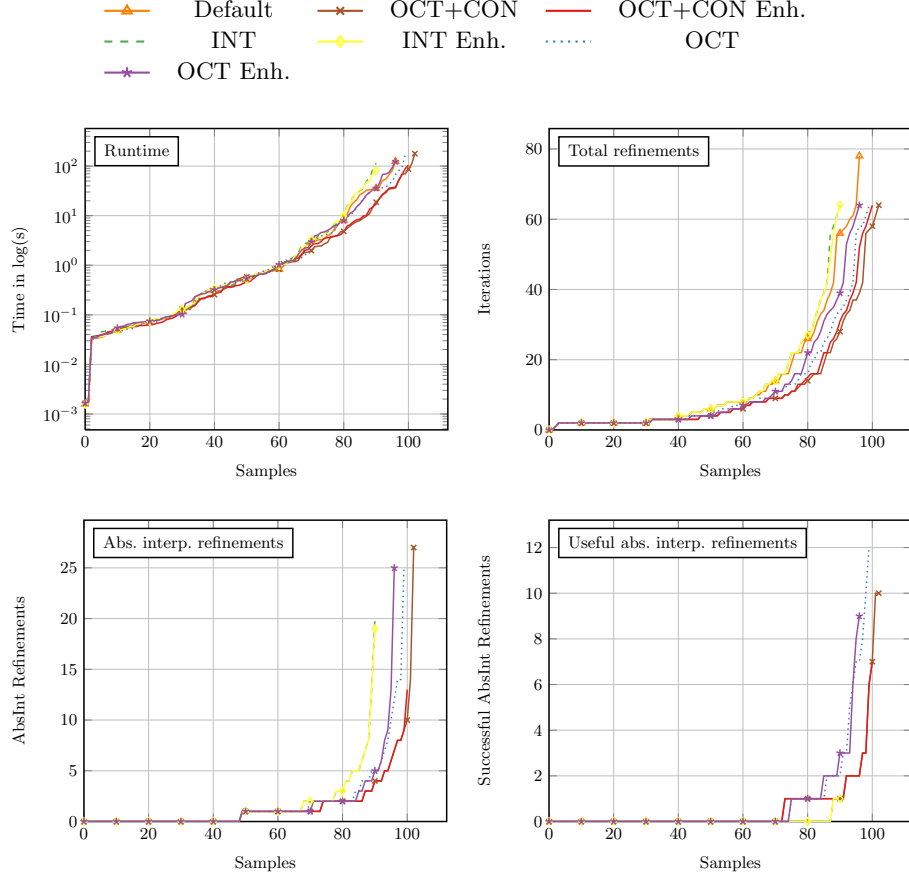 Default OCT+CON OCT+CON Enh.
INT INT Enh. OCT
OCT Enh.
Runtime
10^2
10^1
10^0
10^−1
10^−2
10^−3
Time in log(s)
0 20 40 60 80 100
Samples
Total refinements
80
60
40
20
0
Iterations
0 20 40 60 80 100
Samples
Abs. interp. refinements
25
20
15
10
5
0
AbsInt Refinements
0 20 40 60 80 100
Samples
Useful abs. interp. refinements
12
10
8
6
4
2
0
Successful AbsInt Refinements
0 20 40 60 80 100
Samples